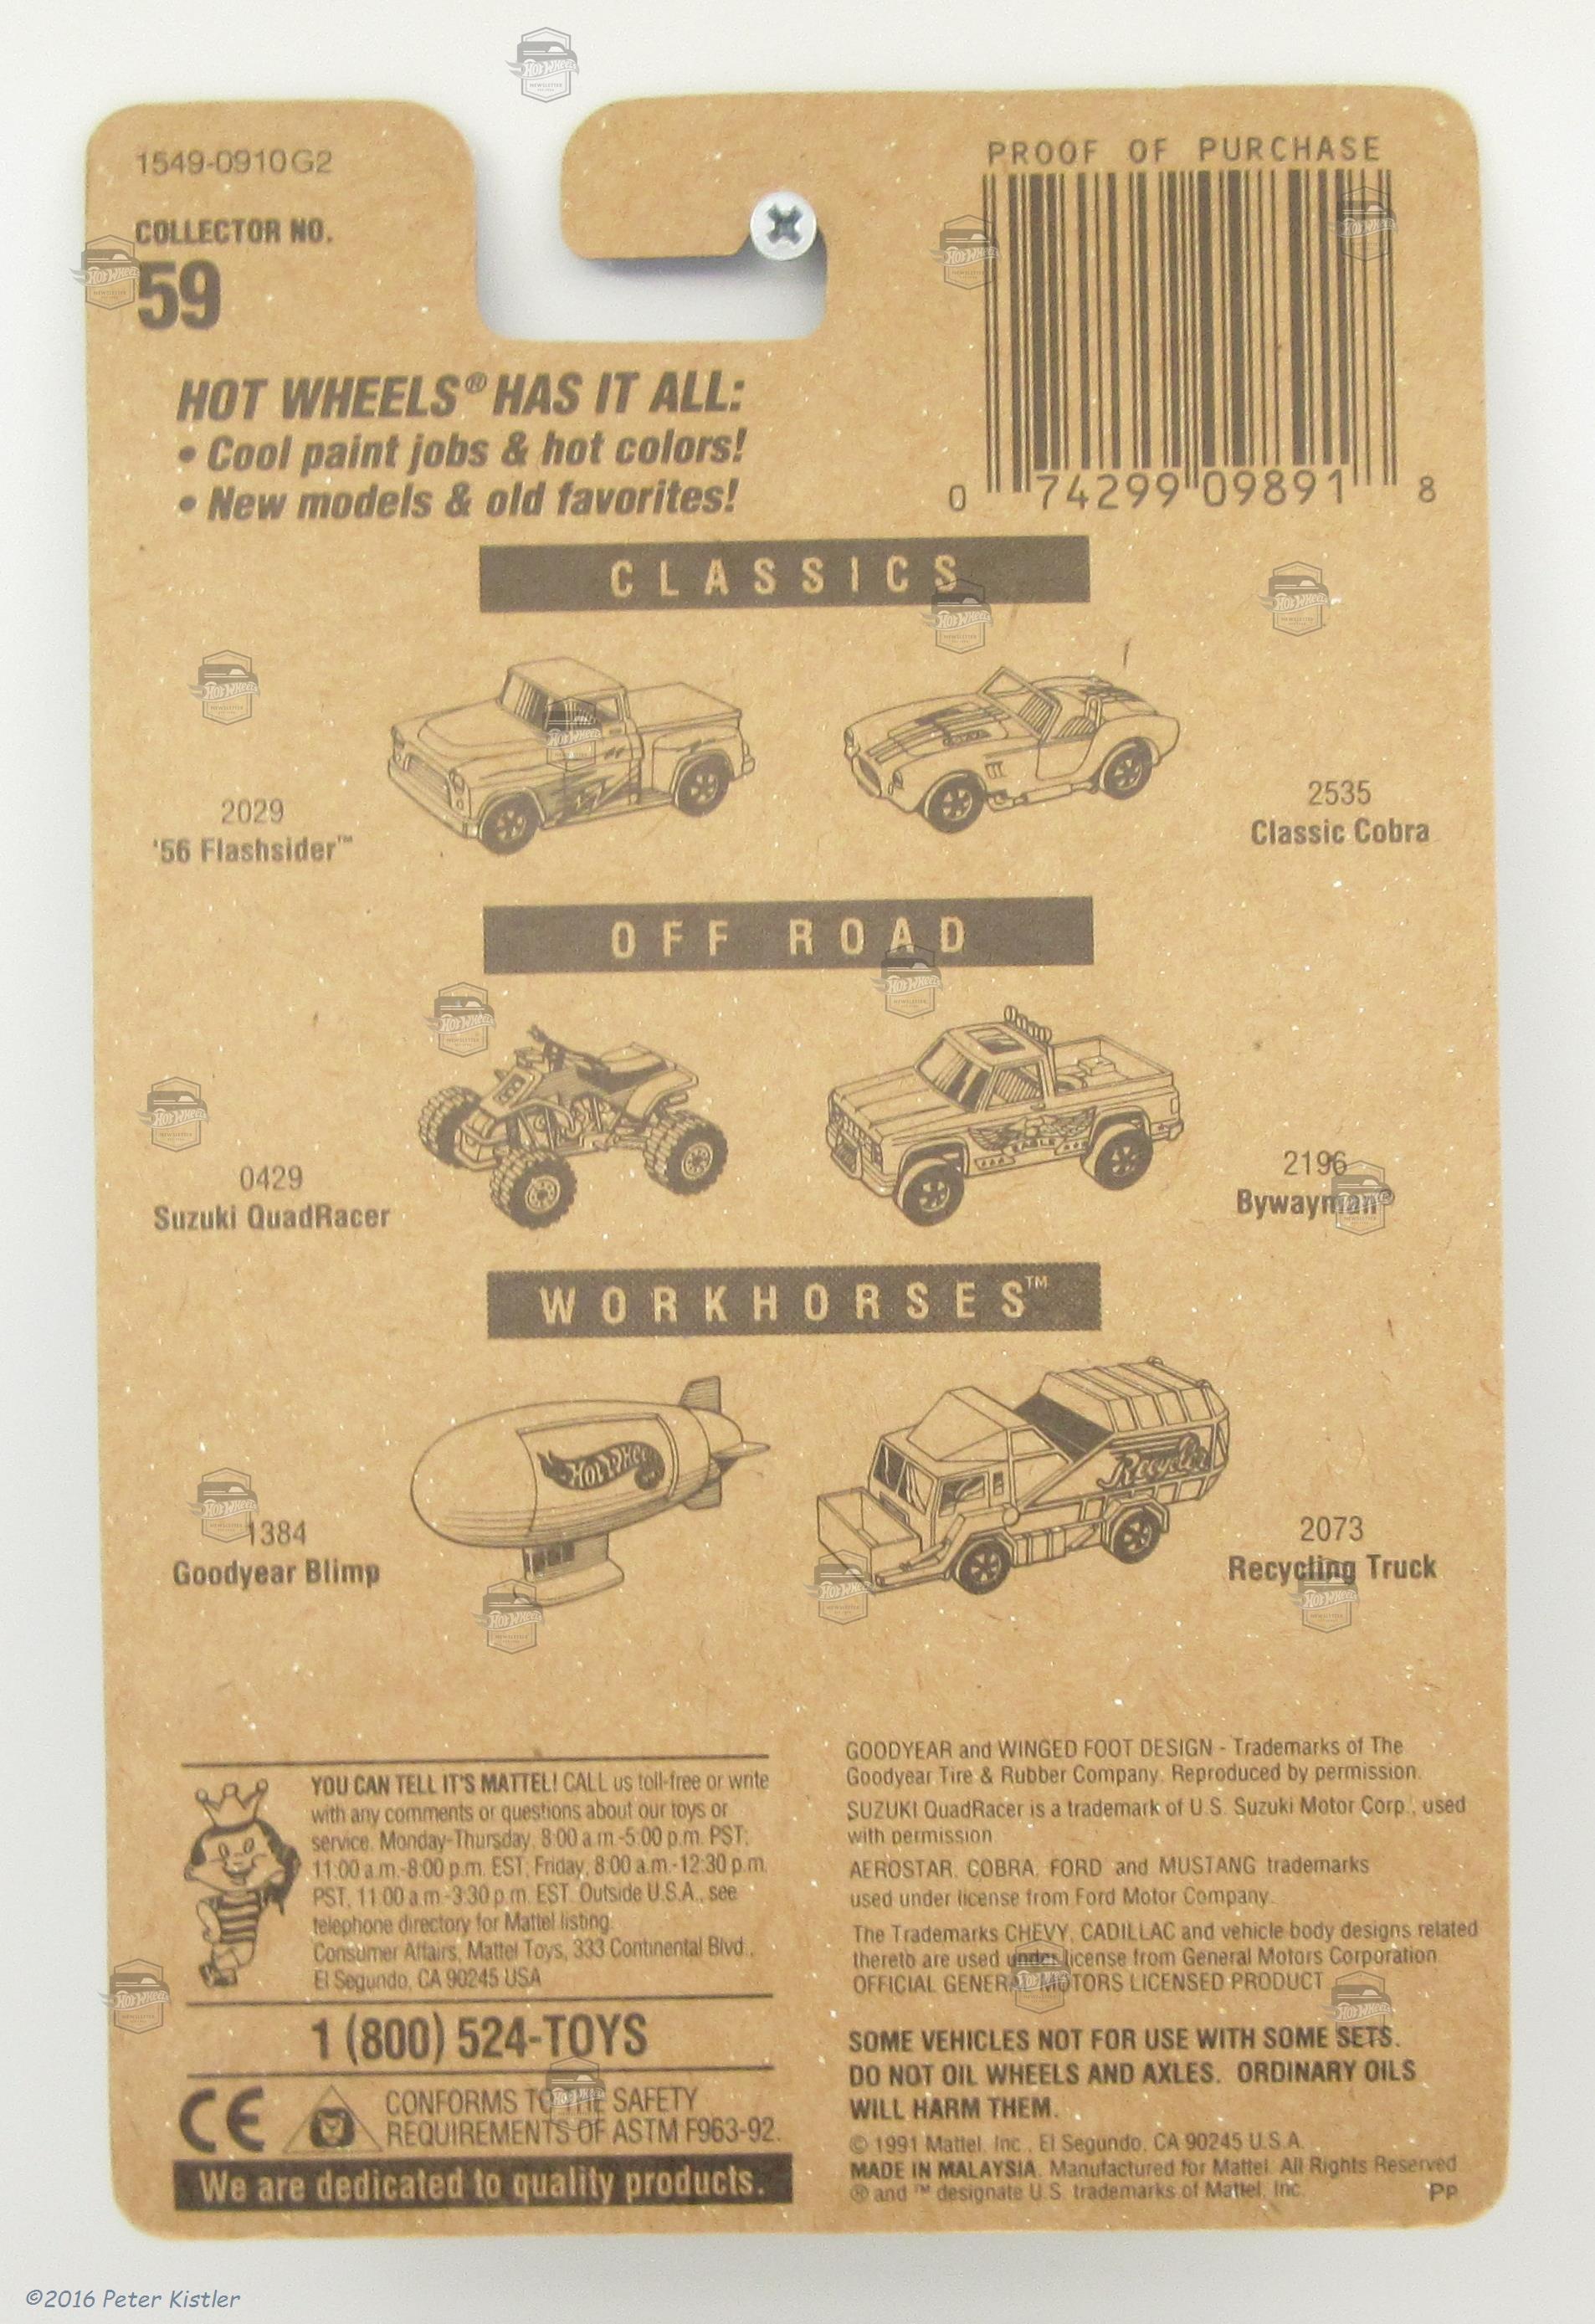 1549-0910G2
COLLECTOR NO.
59
PROOF OF PURCHASE
0 74299 09891 8
HOT WHEELS® HAS IT ALL:
• Cool paint jobs & hot colors!
• New models & old favorites!
CLASSICS
2029
'56 Flashsider™
2535
Classic Cobra
OFF ROAD
0429
Suzuki QuadRacer
EAGLE
2196
Bywayman®
WORKHORSES™
1384
Goodyear Blimp
Hot Wheels
Recycler
2073
Recycling Truck
YOU CAN TELL IT'S MATTEL! CALL us toll-free or write
with any comments or questions about our toys or
service. Monday-Thursday, 8:00 a.m.-5:00 p.m. PST;
11:00 a.m.-8:00 p.m. EST; Friday, 8:00 a.m.-12:30 p.m.
PST, 11:00 a.m.-3:30 p.m. EST. Outside U.S.A., see
telephone directory for Mattel listing.
Consumer Affairs, Mattel Toys, 333 Continental Blvd.,
El Segundo, CA 90245 USA
1 (800) 524-TOYS
CE
CONFORMS TO THE SAFETY
REQUIREMENTS OF ASTM F963-92.
We are dedicated to quality products.
GOODYEAR and WINGED FOOT DESIGN - Trademarks of The
Goodyear Tire & Rubber Company. Reproduced by permission.
SUZUKI QuadRacer is a trademark of U.S. Suzuki Motor Corp., used
with permission
AEROSTAR, COBRA, FORD and MUSTANG trademarks
used under license from Ford Motor Company.
The Trademarks CHEVY, CADILLAC and vehicle body designs related
thereto are used under license from General Motors Corporation
OFFICIAL GENERAL MOTORS LICENSED PRODUCT
SOME VEHICLES NOT FOR USE WITH SOME SETS.
DO NOT OIL WHEELS AND AXLES. ORDINARY OILS
WILL HARM THEM.
© 1991 Mattel, Inc., El Segundo, CA 90245 U.S.A.
MADE IN MALAYSIA. Manufactured for Mattel. All Rights Reserved
® and ™ designate U.S. trademarks of Mattel, Inc.
PP
©2016 Peter Kistler